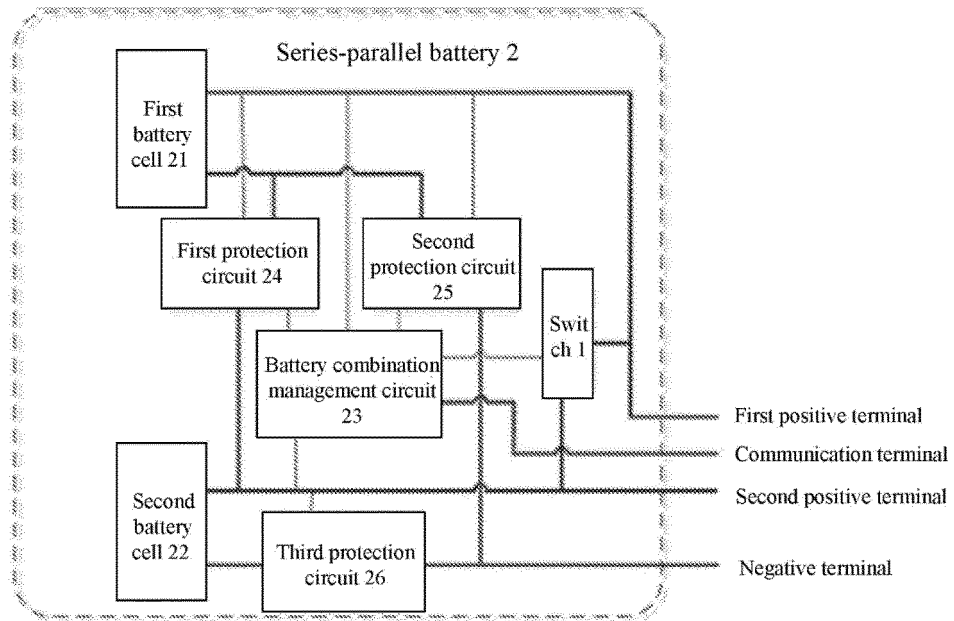 Series-parallel battery 2
First
battery
cell 21
First protection
circuit 24
Second
protection circuit
25
Swit
ch 1
Battery combination
management circuit
23
First positive terminal
Communication terminal
Second positive terminal
Second
battery
cell 22
Third protection
circuit 26
Negative terminal